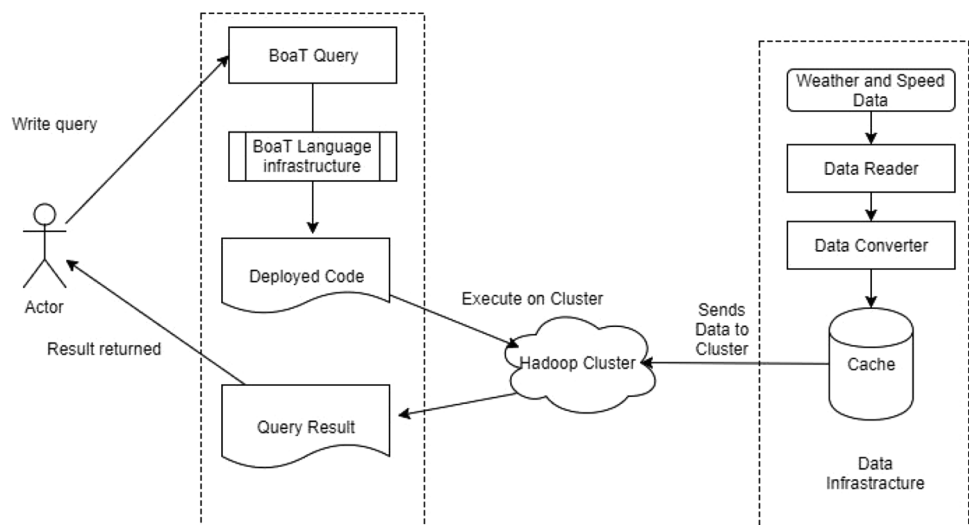 BoaT Query
Write query
BoaT Language
infrastructure
Deployed Code
Actor
Result returned
Query Result
Execute on Cluster
Hadoop Cluster
Sends
Data to
Cluster
Weather and Speed
Data
Data Reader
Data Converter
Cache
Data
Infrastracture